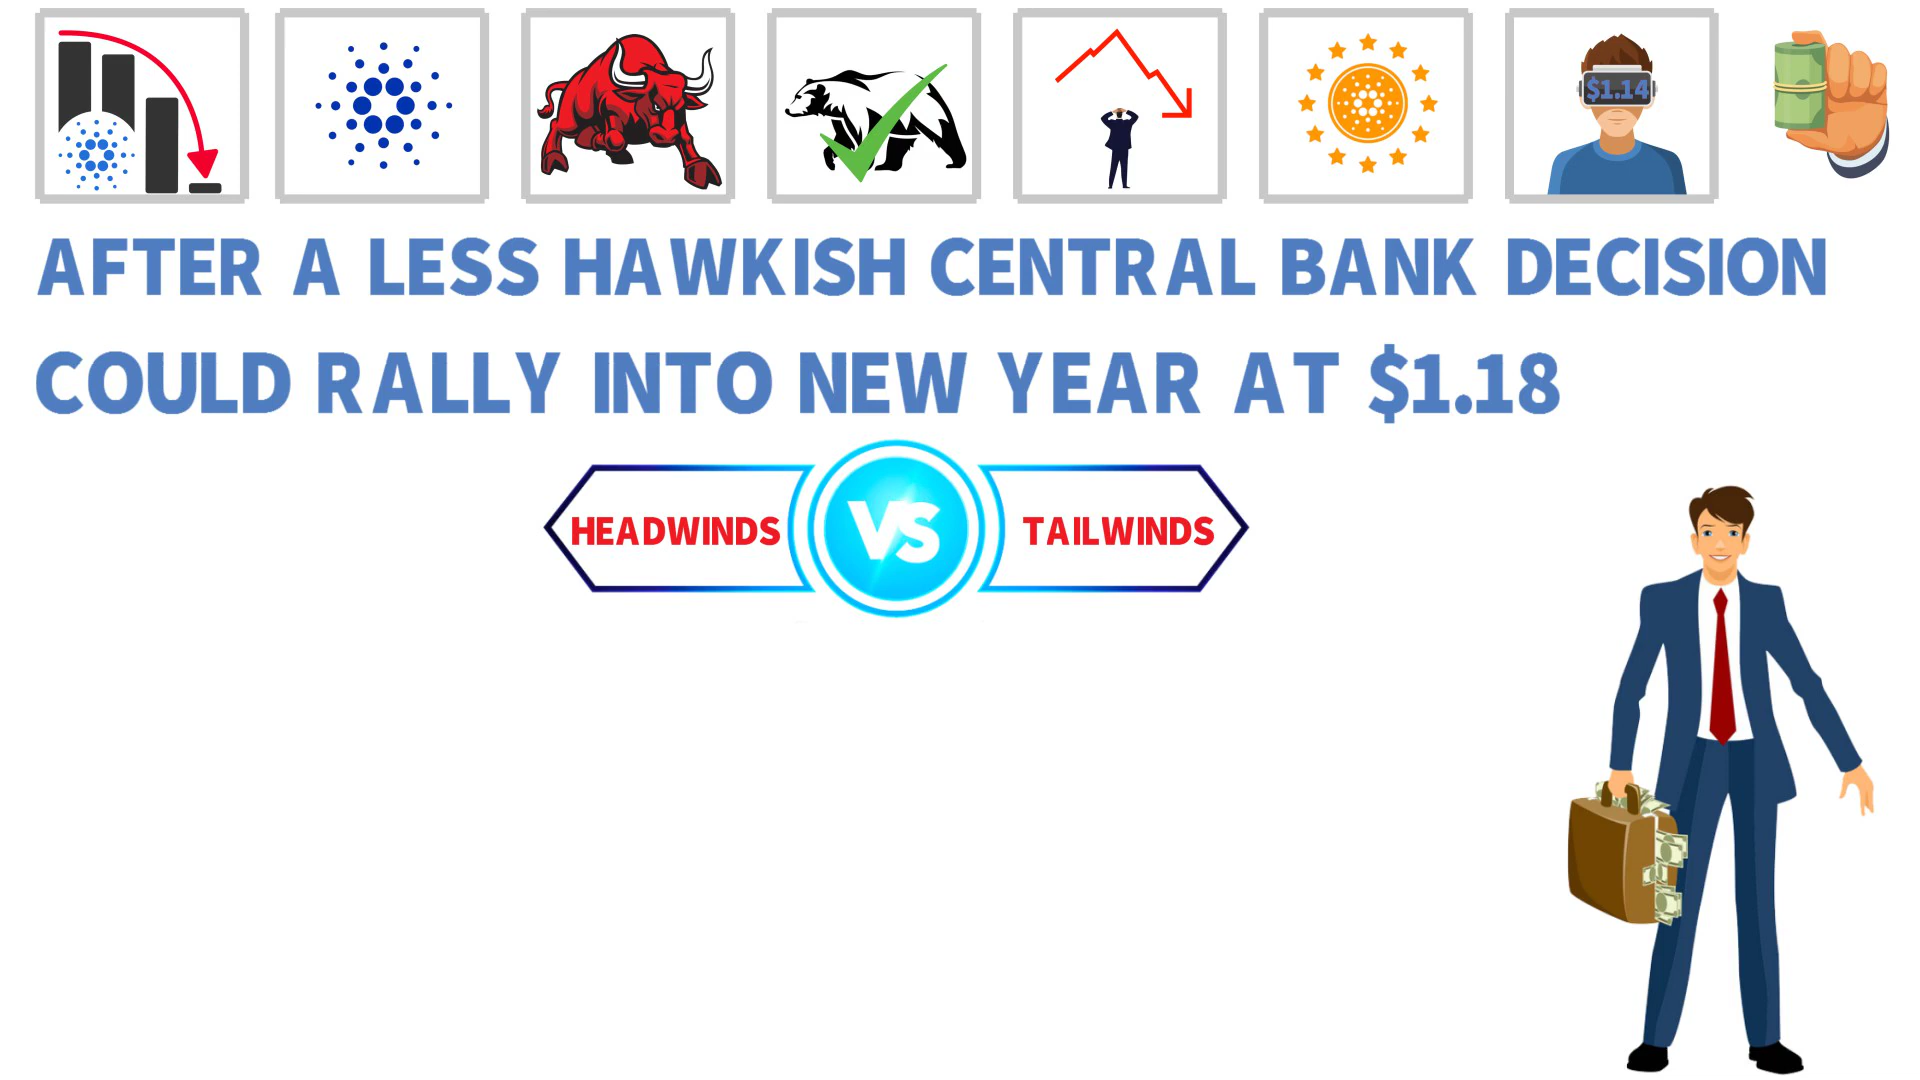 $1.14
AFTER A LESS HAWKISH CENTRAL BANK DECISION
COULD RALLY INTO NEW YEAR AT $1.18
HEADWINDS VS TAILWINDS